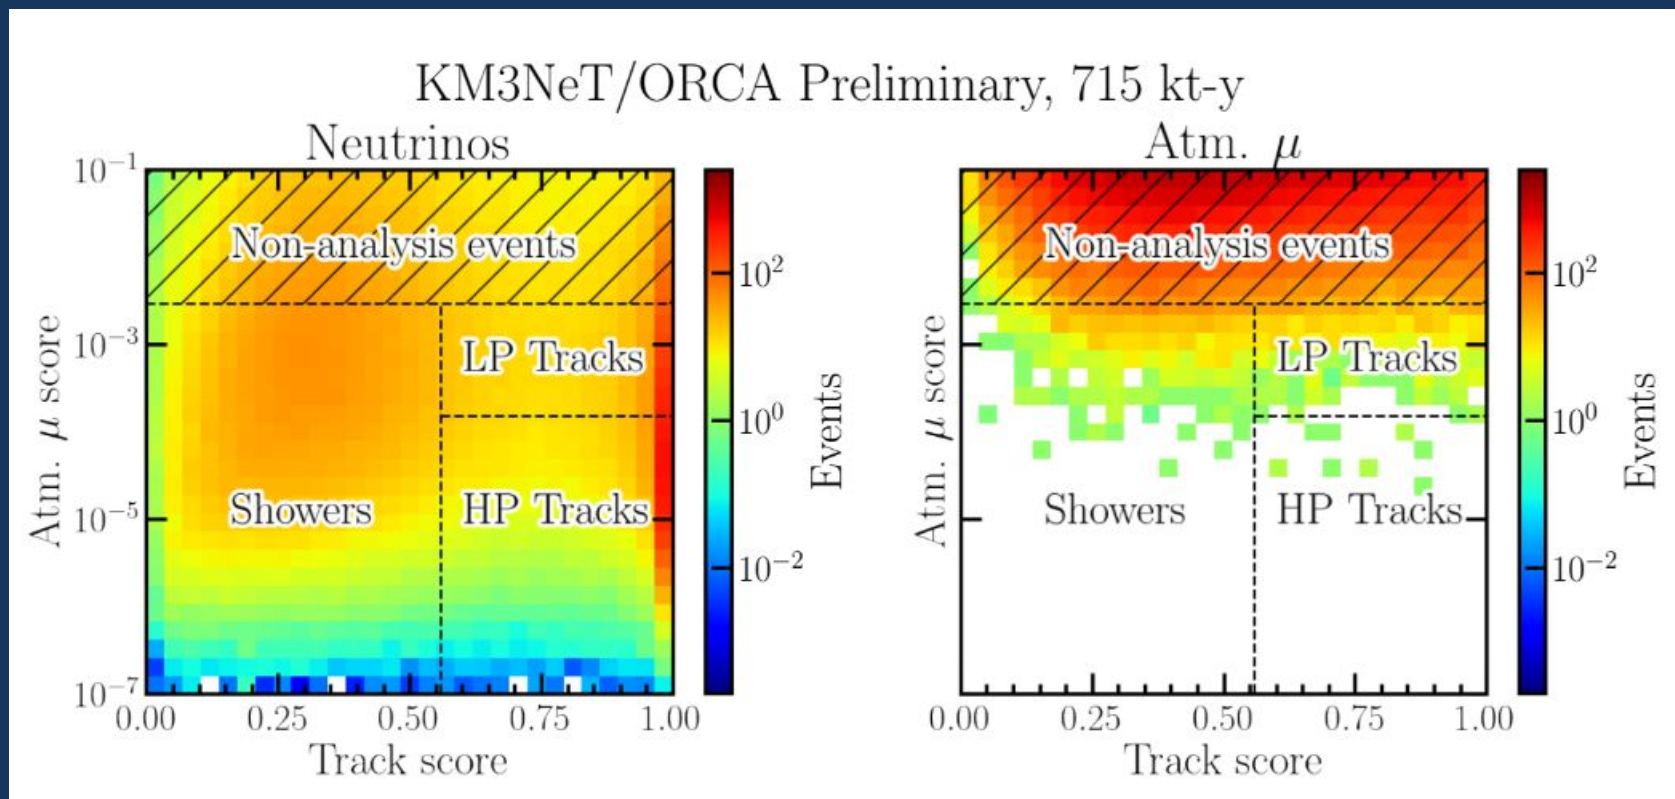 KM3NeT/ORCA Preliminary, 715 kt-y
Neutrinos
10⁻¹
10⁻³
10⁻⁵
10⁻⁷
Atm. μ score
Non-analysis events
LP Tracks
Showers
HP Tracks
0.00 0.25 0.50 0.75 1.00
Track score
10²
10⁰
10⁻²
Events
Atm. μ
Atm. μ score
Non-analysis events
LP Tracks
Showers
HP Tracks
0.00 0.25 0.50 0.75 1.00
Track score
10²
10⁰
10⁻²
Events